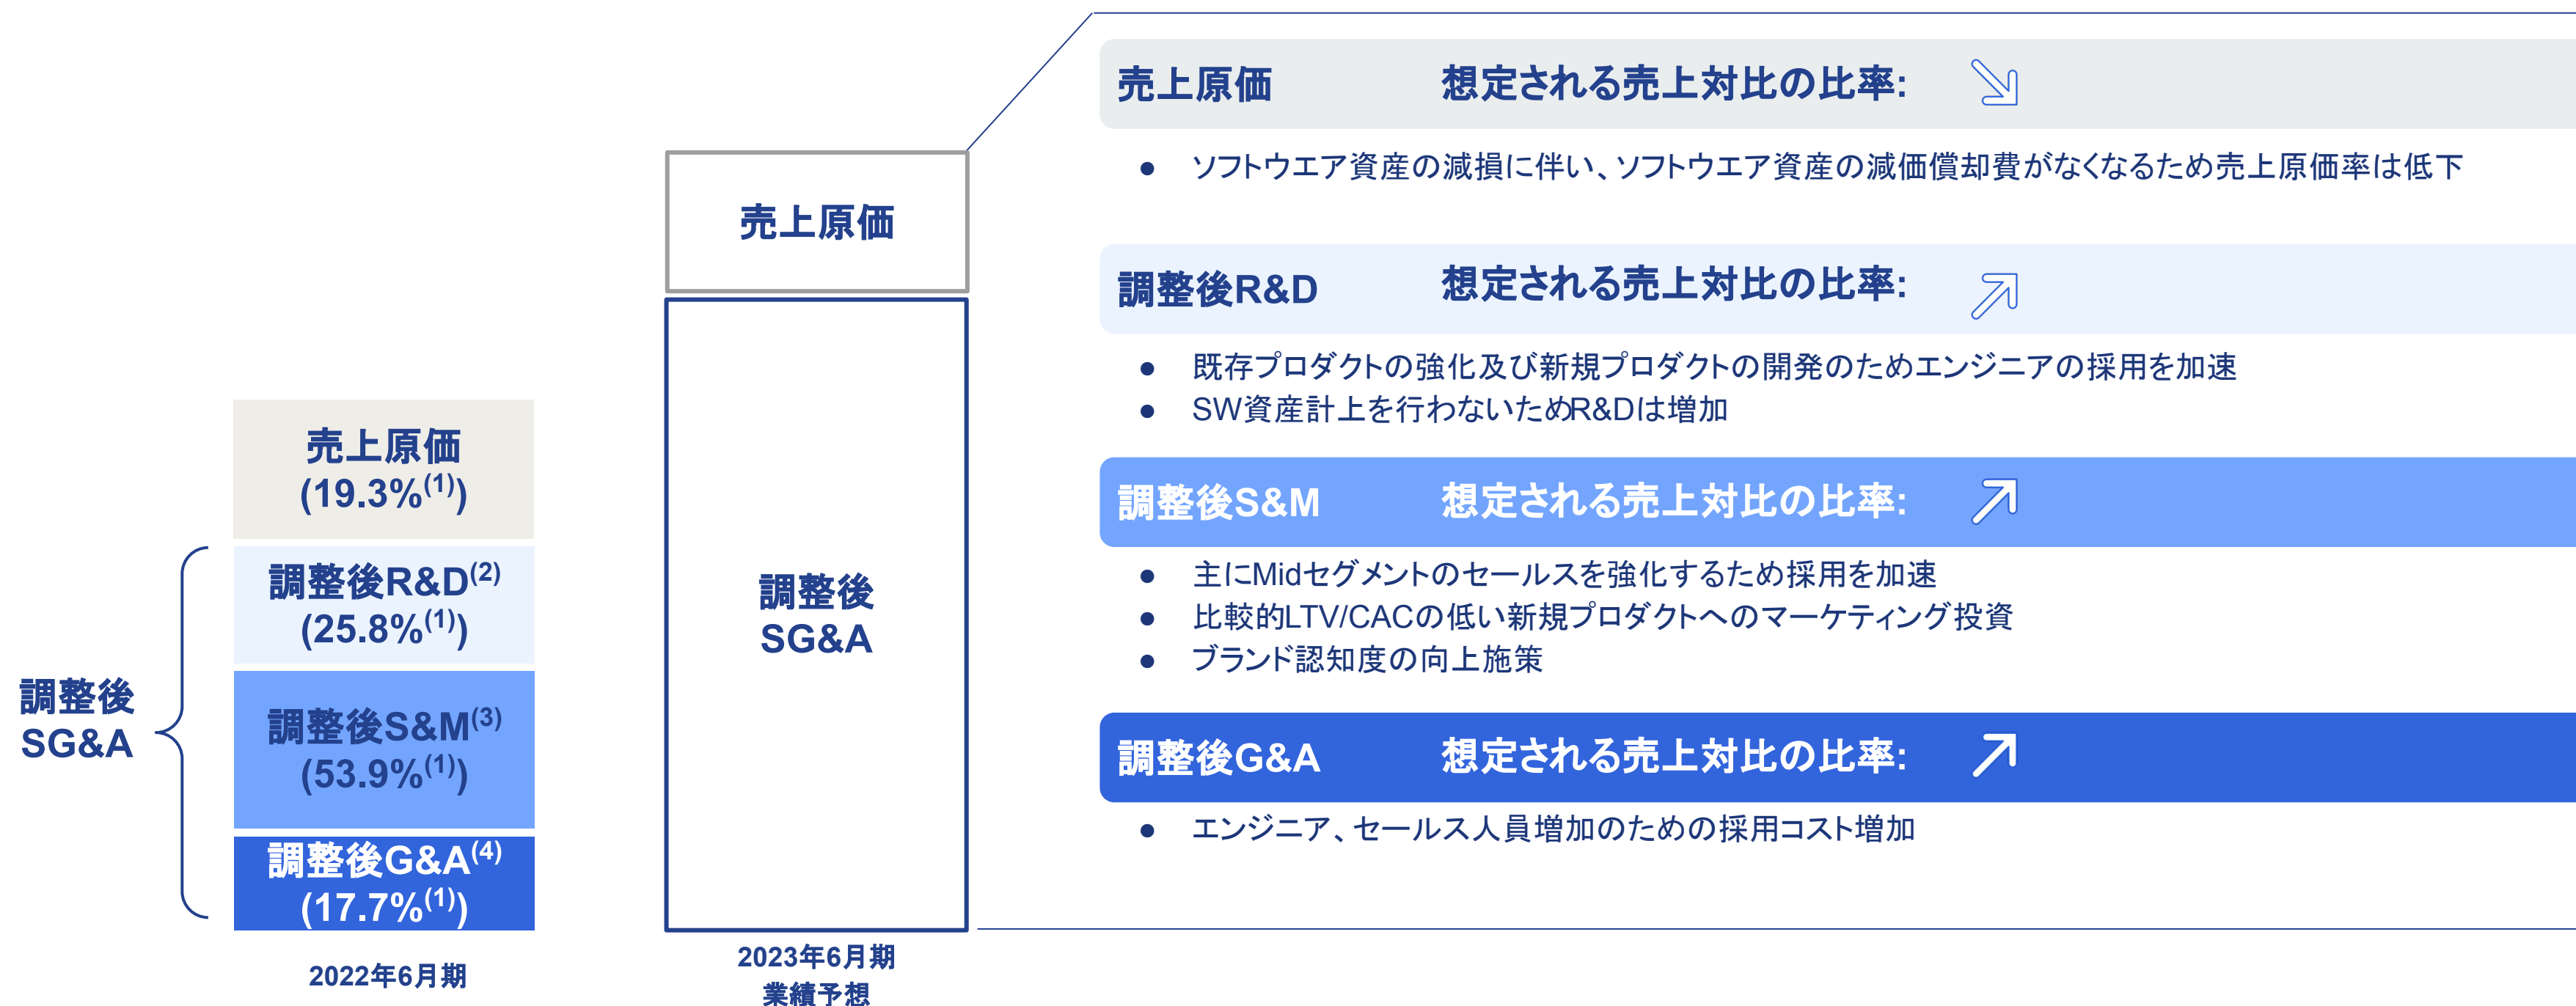 売上原価
(19.3%(1))
調整後R&D(2)
(25.8%(1))
調整後S&M(3)
(53.9%(1))
調整後G&A(4)
(17.7%(1))
調整後
SG&A
2022年6月期
売上原価
調整後
SG&A
2023年6月期
業績予想
売上原価 想定される売上対比の比率:
● ソフトウエア資産の減損に伴い、ソフトウエア資産の減価償却費がなくなるため売上原価率は低下
調整後R&D 想定される売上対比の比率:
● 既存プロダクトの強化及び新規プロダクトの開発のためエンジニアの採用を加速
● SW資産計上を行わないためR&Dは増加
調整後S&M 想定される売上対比の比率:
● 主にMidセグメントのセールスを強化するため採用を加速
● 比較的LTV/CACの低い新規プロダクトへのマーケティング投資
● ブランド認知度の向上施策
調整後G&A 想定される売上対比の比率:
● エンジニア、セールス人員増加のための採用コスト増加